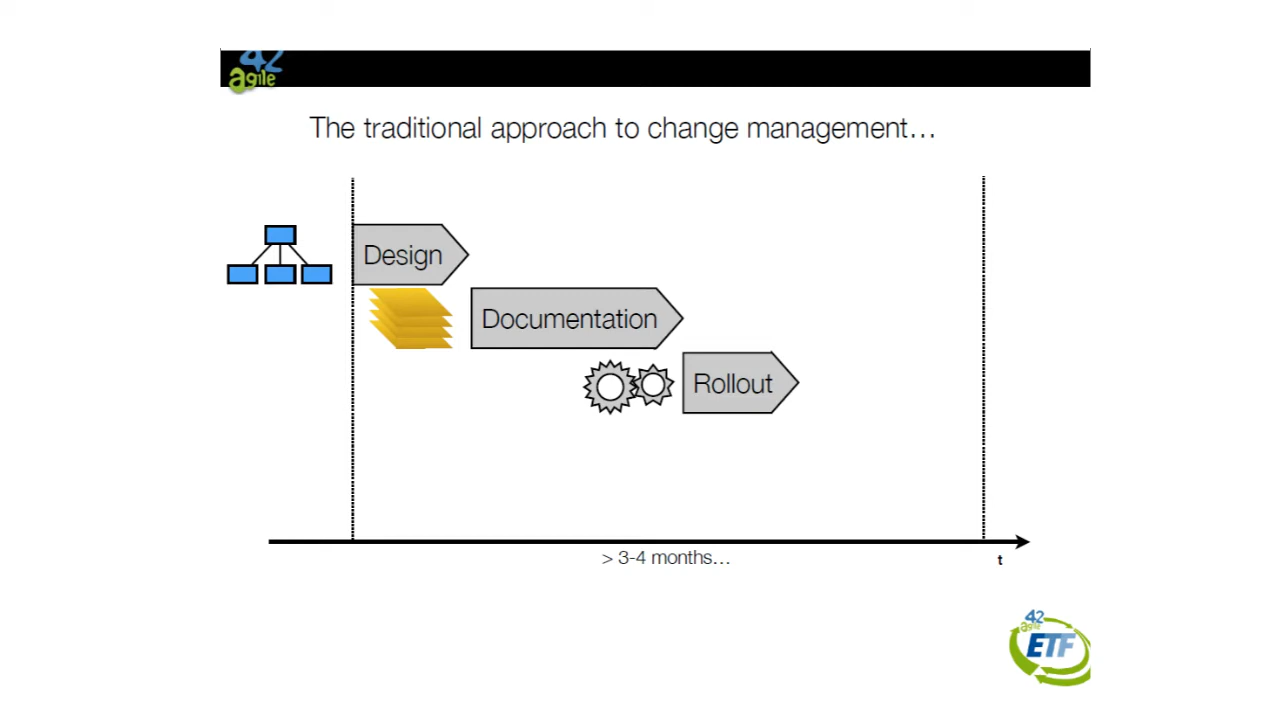 42
agile
The traditional approach to change management...
Design
Documentation
Rollout
> 3-4 months...
t
42
agile
ETF